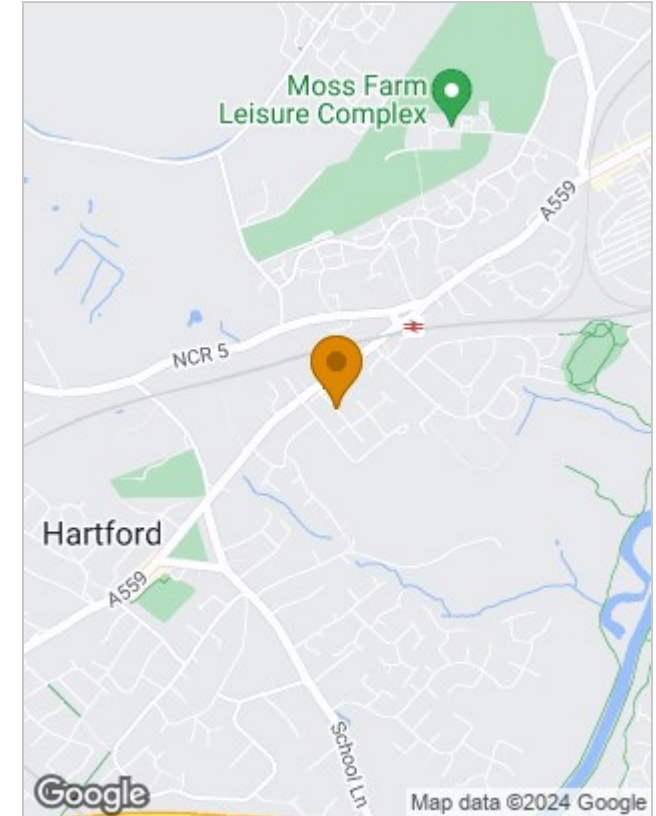 Moss Farm
Leisure Complex
A559
NCR 5
Hartford
A559
School Ln
Google
Map data ©2024 Google